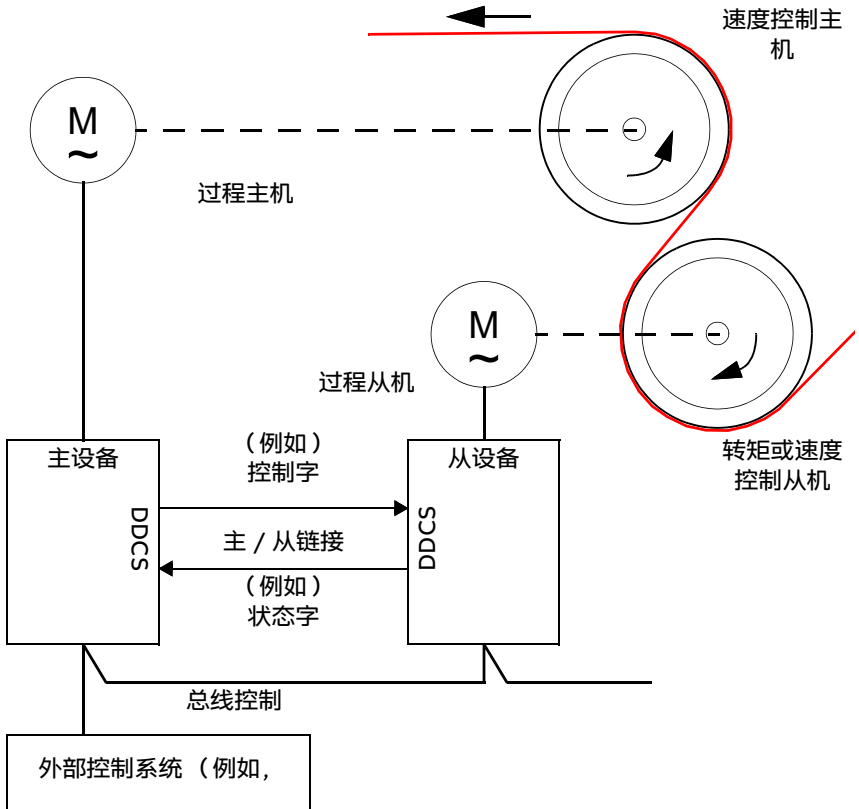 速度控制主
机
M
~
过程主机
M
~
过程从机
转矩或速度
控制从机
主设备
（例如）
控制字
从设备
DDCS
主 / 从链接
DDCS
（例如）
状态字
总线控制
外部控制系统 （例如,